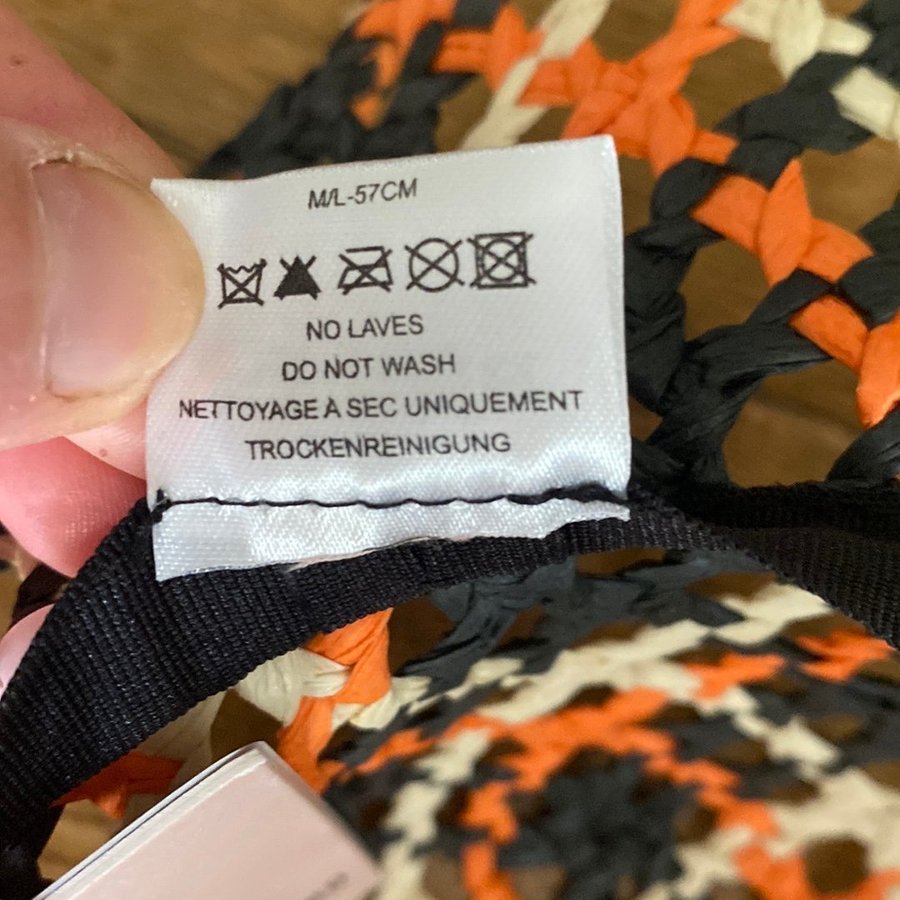 M/L-57CM
NO LAVES
DO NOT WASH
NETTOYAGE A SEC UNIQUEMENT
TROCKENREINIGUNG